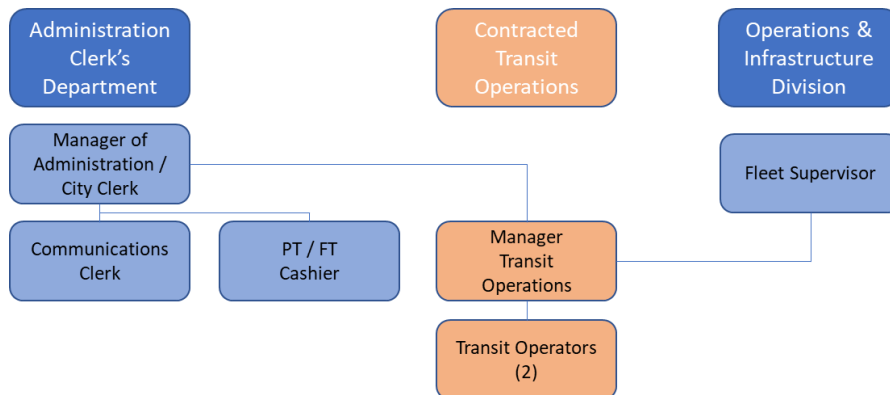 Administration
Clerk's
Department
Contracted
Transit
Operations
Operations &
Infrastructure
Division
Manager of
Administration /
City Clerk
Fleet Supervisor
Communications
Clerk
PT / FT
Cashier
Manager
Transit
Operations
Transit Operators
(2)